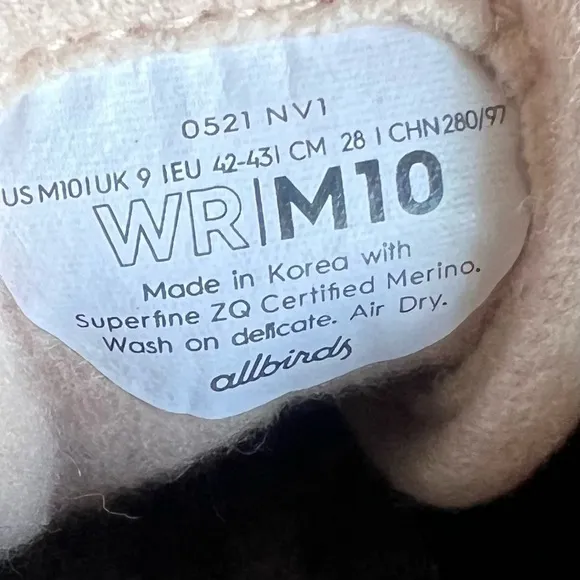 0521 NV1
US M10 | UK 9 | EU 42-43 | CM 28 | CHN 280/97
WR|M10
Made in Korea with
Superfine ZQ Certified Merino.
Wash on delicate. Air Dry.
allbirds